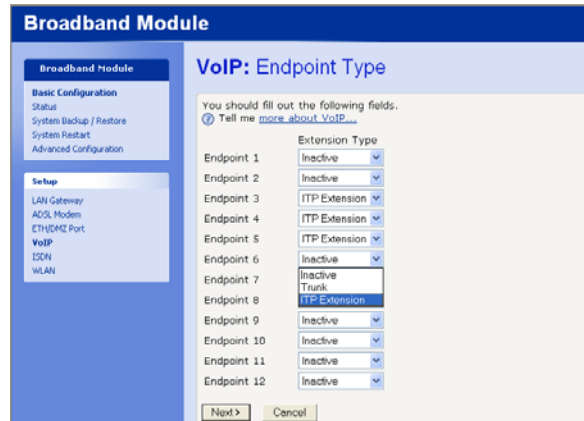 Broadband Module
Broadband Module
Basic Configuration
Status
System Backup / Restore
System Restart
Advanced Configuration
Setup
LAN Gateway
ADSL Modem
ETH/DMZ Port
VoIP
ISDN
WLAN
VoIP: Endpoint Type
You should fill out the following fields.
Tell me more about VoIP...
Extension Type
Endpoint 1 Inactive
Endpoint 2 Inactive
Endpoint 3 ITP Extension
Endpoint 4 ITP Extension
Endpoint 5 ITP Extension
Endpoint 6 Inactive
Endpoint 7 Inactive
Trunk
Endpoint 8 ITP Extension
Endpoint 9 Inactive
Endpoint 10 Inactive
Endpoint 11 Inactive
Endpoint 12 Inactive
Next> Cancel